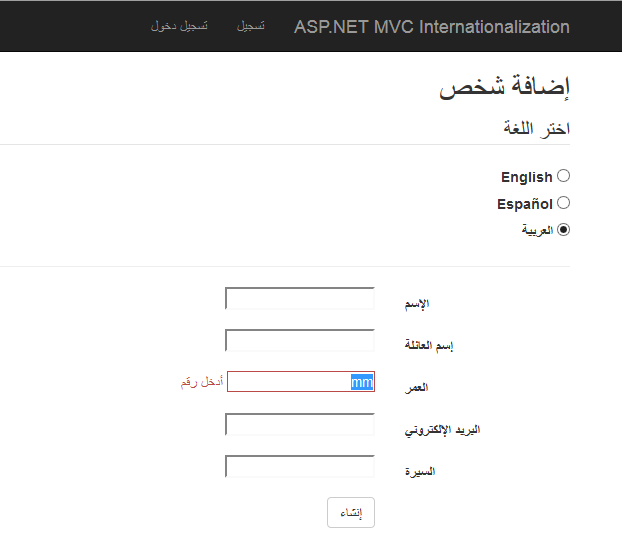 ASP.NET MVC Internationalization تسجيل تسجيل دخول
إضافة شخص
اختر اللغة
English
Español
العربية
الإسم
إسم العائلة
العمر mm أدخل رقم
البريد الإلكتروني
السيرة
إنشاء